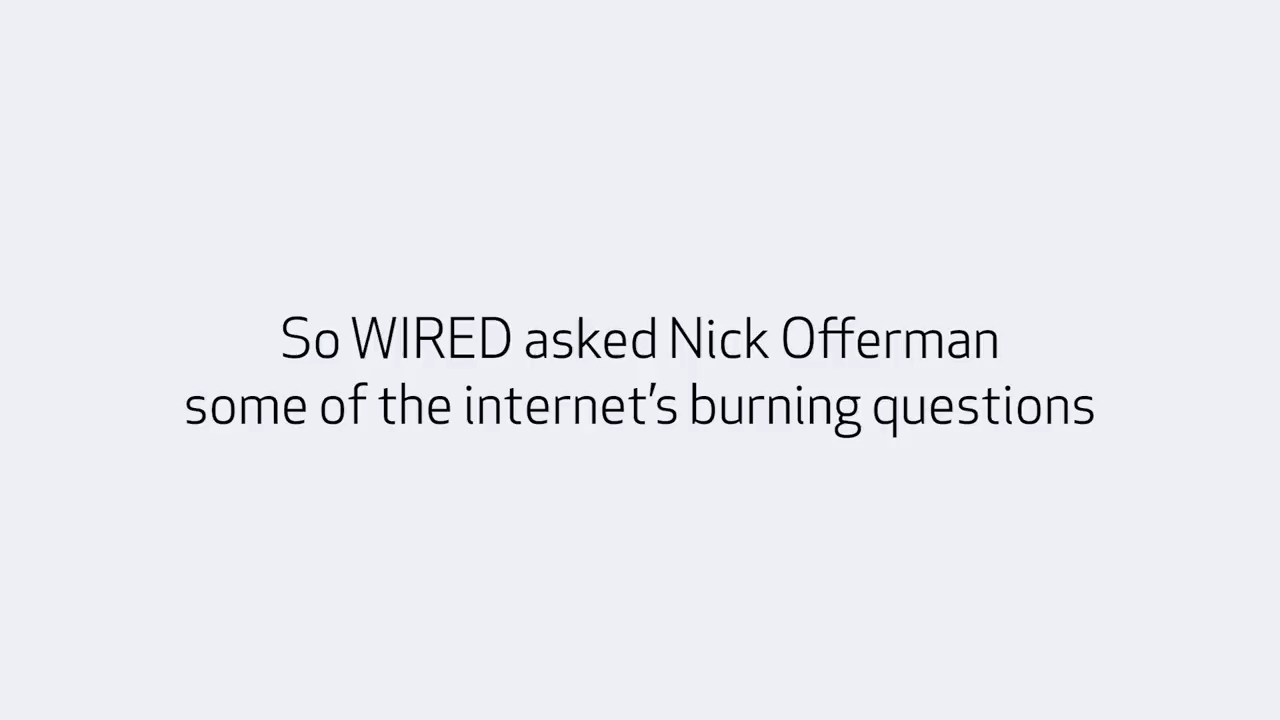 So WIRED asked Nick Offerman
some of the internet’s burning questions